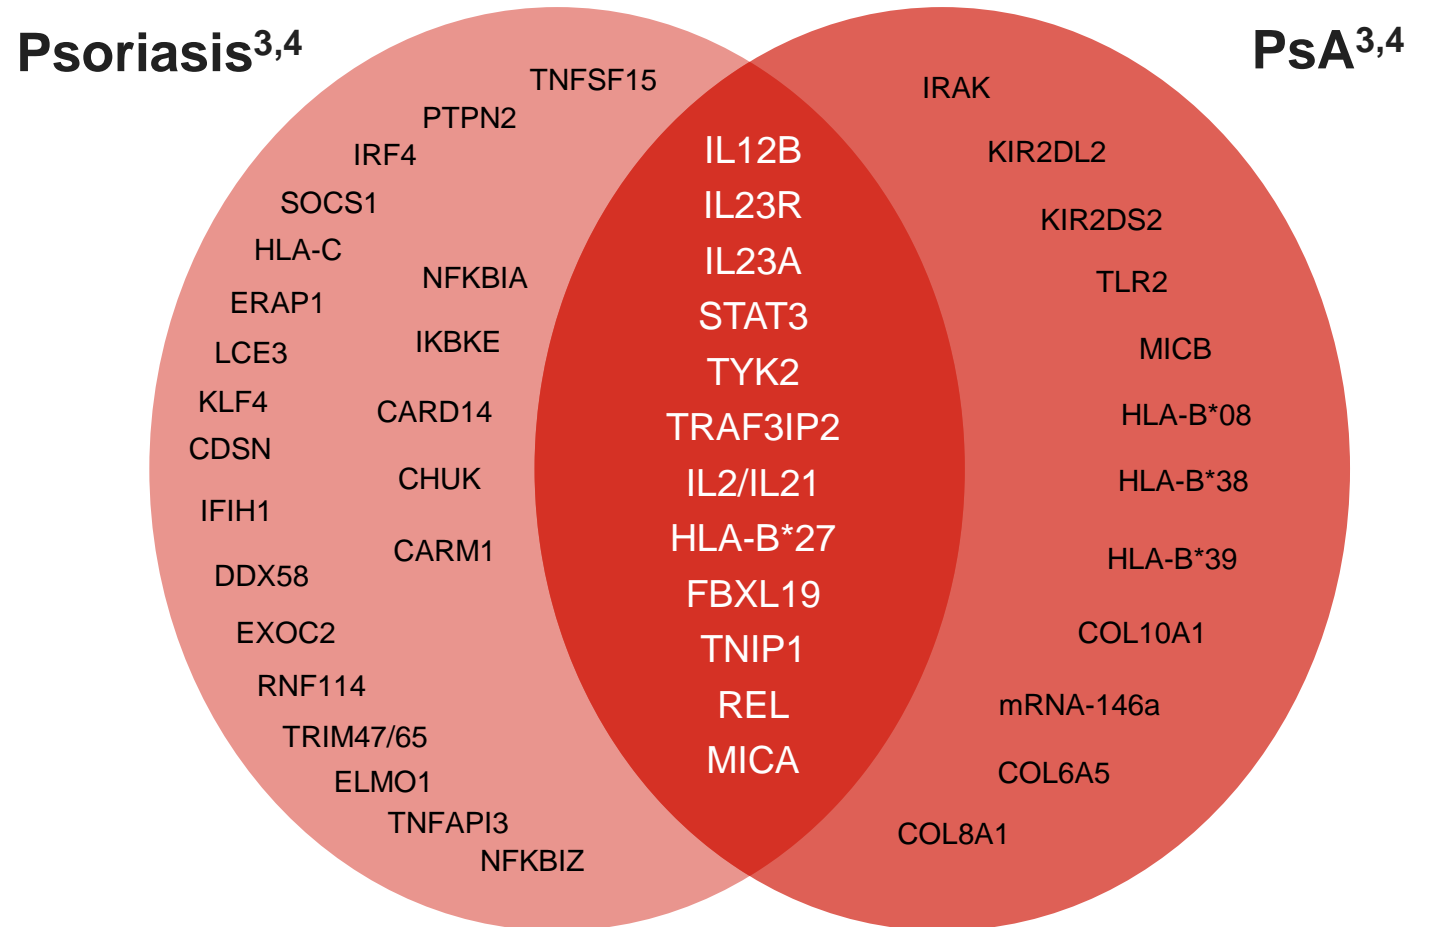 Psoriasis3,4
PsA3,4
TNFSF15
PTPN2
IRF4
SOCS1
HLA-C
ERAP1
LCE3
KLF4
CDSN
IFIH1
DDX58
EXOC2
RNF114
TRIM47/65
ELMO1
TNFAPI3
NFKBIZ
NFKBIA
IKBKE
CARD14
CHUK
CARM1
IL12B
IL23R
IL23A
STAT3
TYK2
TRAF3IP2
IL2/IL21
HLA-B*27
FBXL19
TNIP1
REL
MICA
IRAK
KIR2DL2
KIR2DS2
TLR2
MICB
HLA-B*08
HLA-B*38
HLA-B*39
COL10A1
mRNA-146a
COL6A5
COL8A1